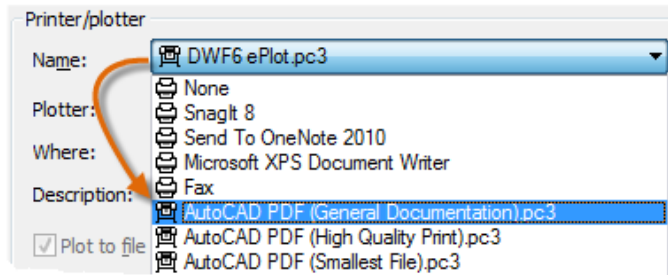 Printer/plotter
Name: DWF6 ePlot.pc3
None
Plotter: SnagIt 8
Send To OneNote 2010
Where: Microsoft XPS Document Writer
Fax
Description: AutoCAD PDF (General Documentation).pc3
Plot to file AutoCAD PDF (High Quality Print).pc3
AutoCAD PDF (Smallest File).pc3